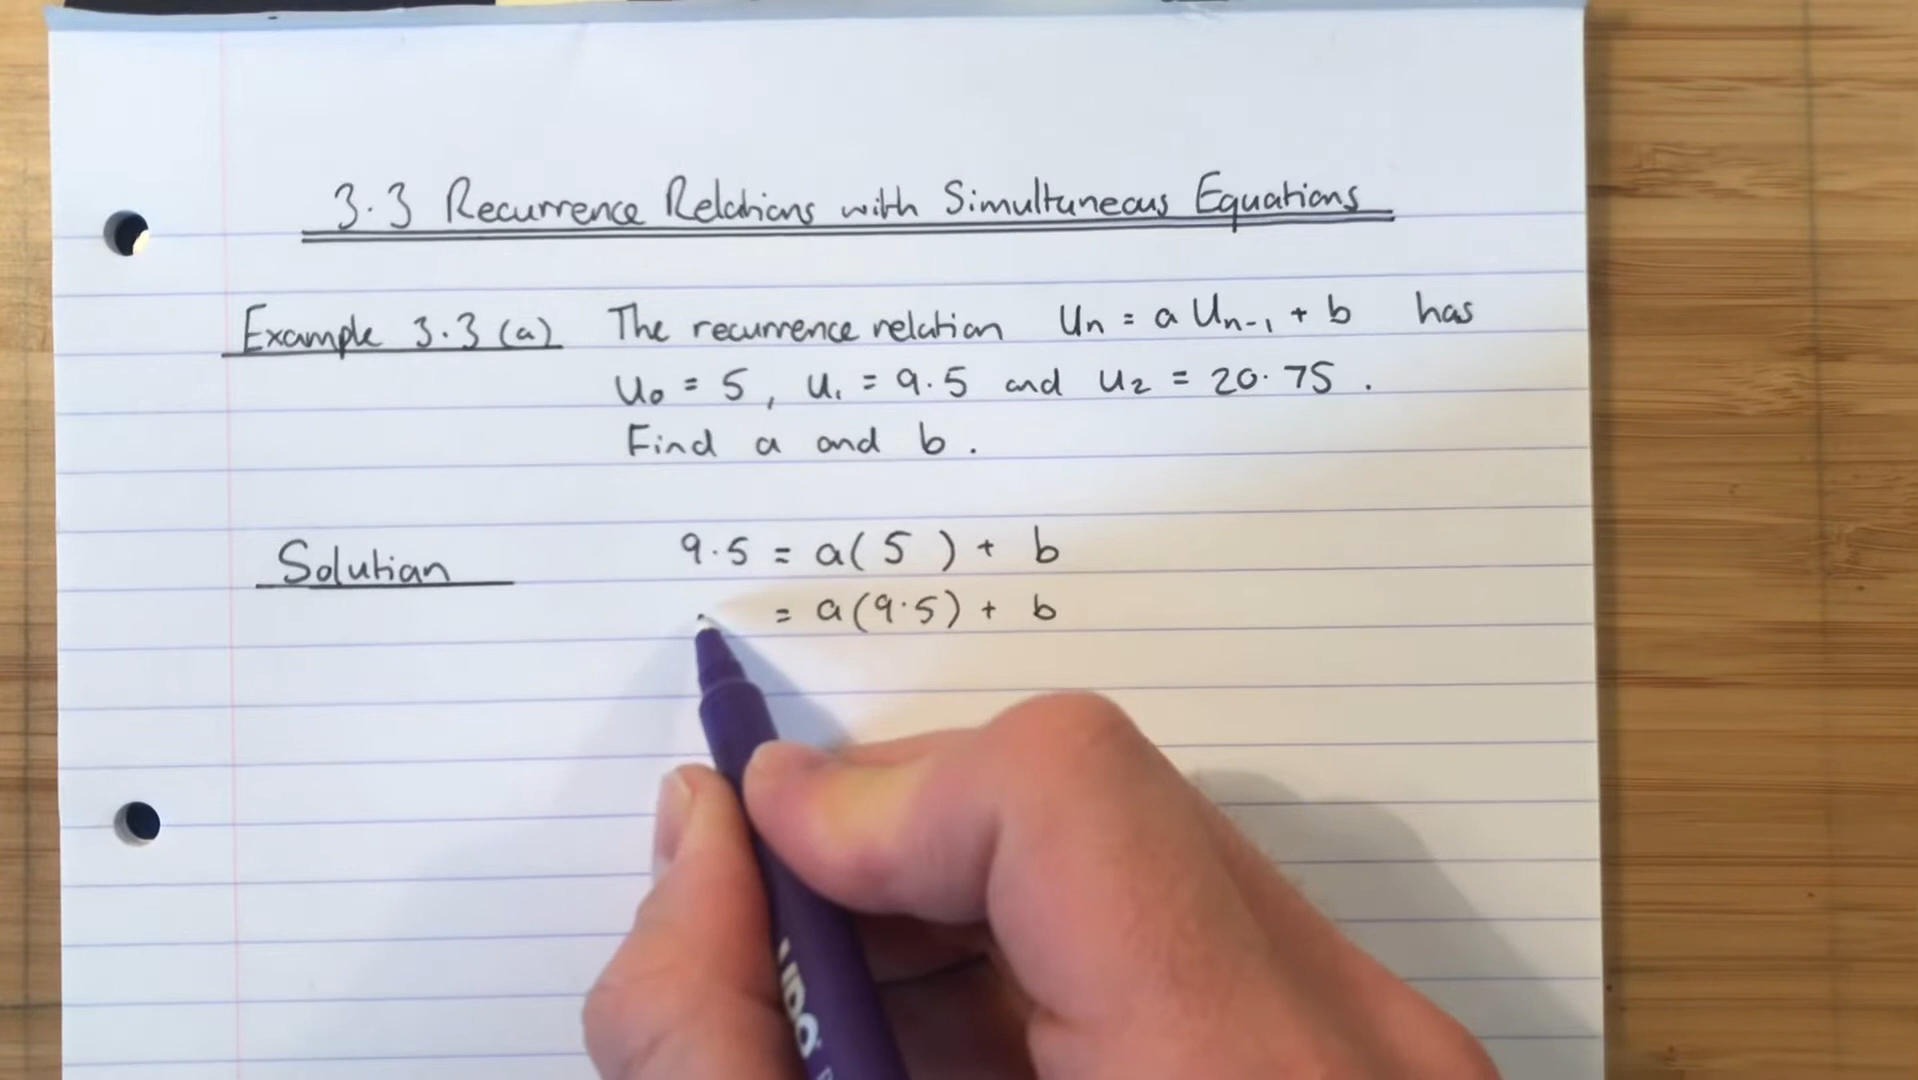 3.3 Recurrence Relations with Simultaneous Equations
Example 3.3 (a) The recurrence relation Un = a Un-1 + b has
U0 = 5, U1 = 9.5 and U2 = 20.75.
Find a and b.
Solution 9.5 = a( 5 ) + b
= a(9.5) + b